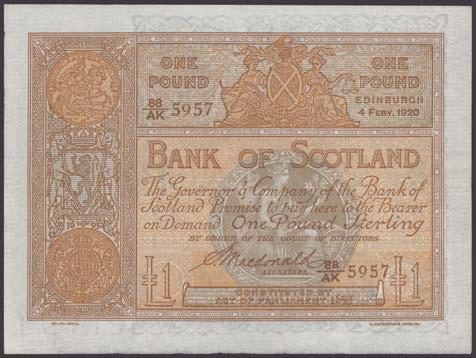 ONE POUND
ONE POUND
88/AK 5957
EDINBURGH
4 FEBY. 1920
BANK OF SCOTLAND
The Governor & Company of the Bank of
Scotland Promise to pay here to the Bearer
on Demand One Pound Sterling
BY ORDER OF THE COURT OF DIRECTORS
Macdonald
SECRETARY.
88/AK 5957
£1
CONSTITUTED BY
ACT OF PARLIAMENT 1695
£1